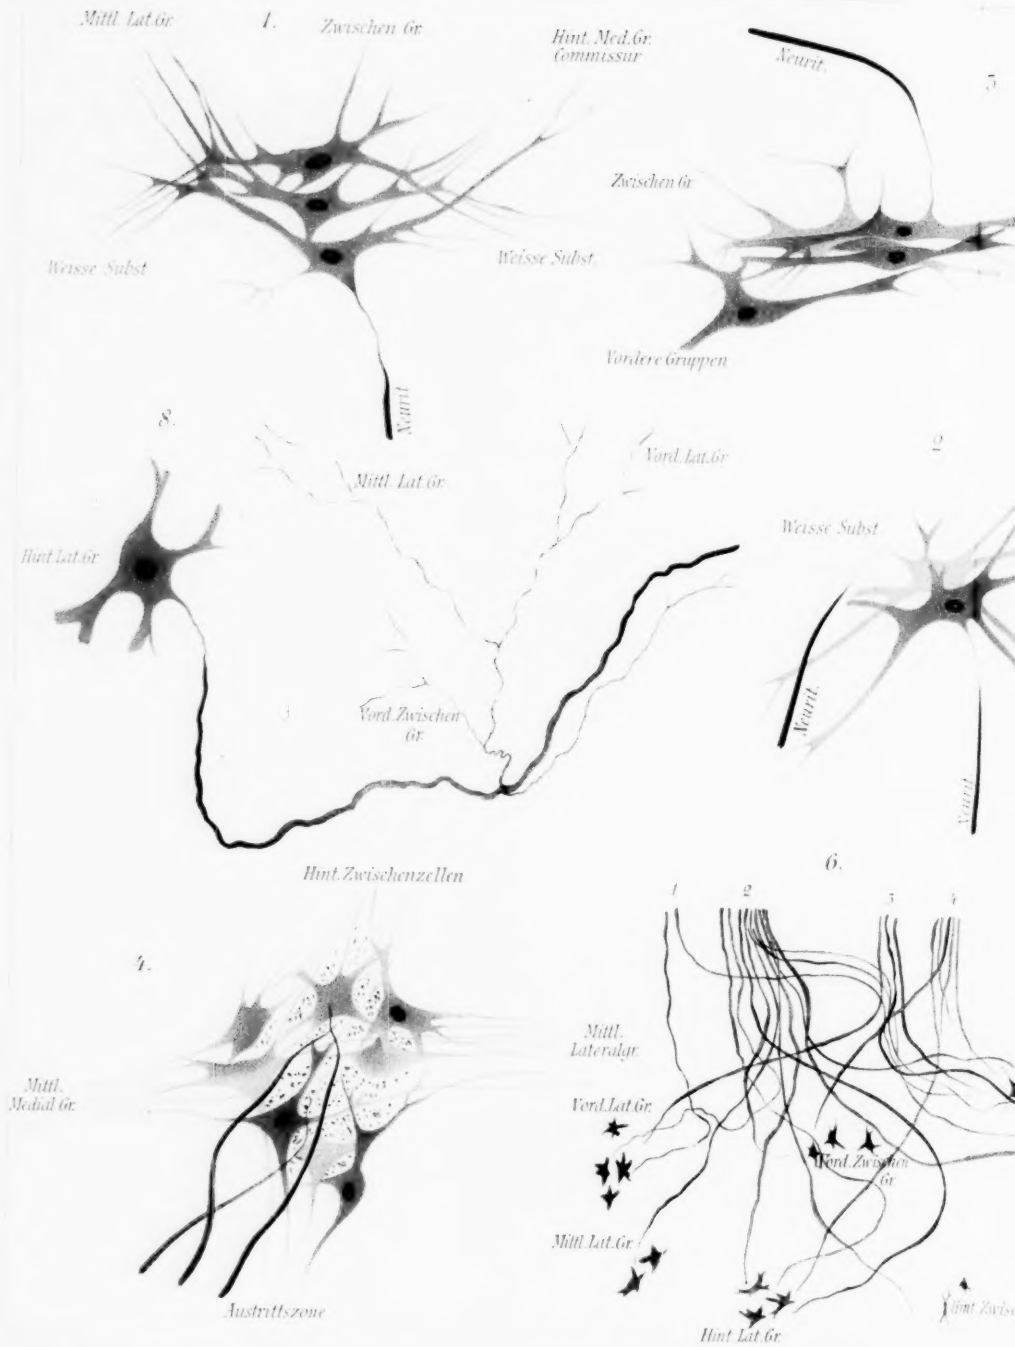 Mittl. Lat. Gr.
1.
Zwischen Gr.
Hint. Med. Gr.
Commissur
Neurit.
3.
Zwischen Gr.
Weisse Subst
Weisse Subst.
Vordere Gruppen
Neurit
8.
Mittl. Lat. Gr.
Vord. Lat. Gr
2
Weisse Subst
Hint. Lat. Gr.
Vord. Zwischen
Gr.
Neurit.
Neurit
Hint. Zwischenzellen
6.
1
2
3
4
4.
Mittl.
Lateralgr.
Mittl.
Medial Gr.
Vord. Lat. Gr.
Vord. Zwischen
Gr.
Mittl. Lat. Gr.
Austrittszone
Hint Zwisc
Hint Lat. Gr.